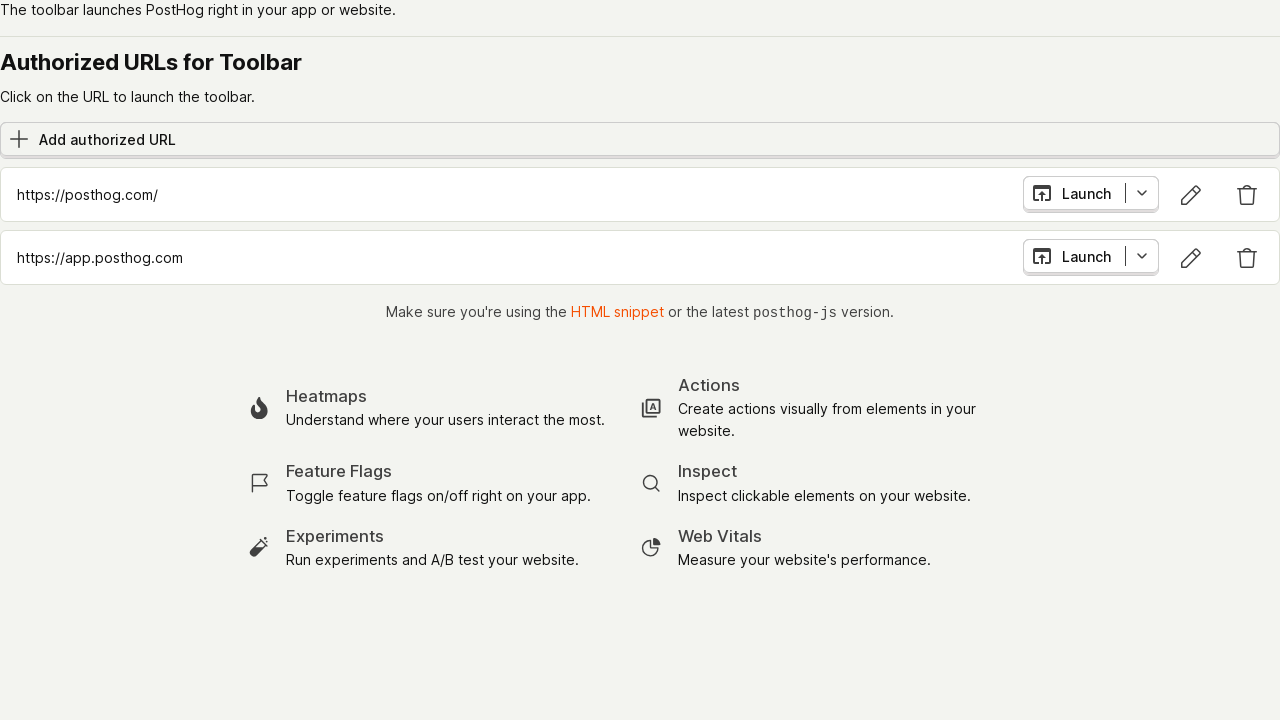 The toolbar launches PostHog right in your app or website.
Authorized URLs for Toolbar
Click on the URL to launch the toolbar.
Add authorized URL
https://posthog.com/
Launch
https://app.posthog.com
Launch
Make sure you're using the HTML snippet or the latest posthog-js version.
Heatmaps
Understand where your users interact the most.
Actions
Create actions visually from elements in your
website.
Feature Flags
Toggle feature flags on/off right on your app.
Inspect
Inspect clickable elements on your website.
Experiments
Run experiments and A/B test your website.
Web Vitals
Measure your website's performance.